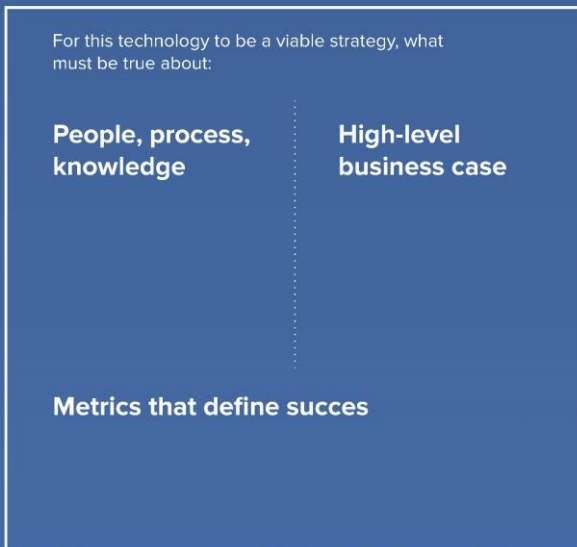 For this technology to be a viable strategy, what
must be true about:
People, process,
knowledge
High-level
business case
Metrics that define succes